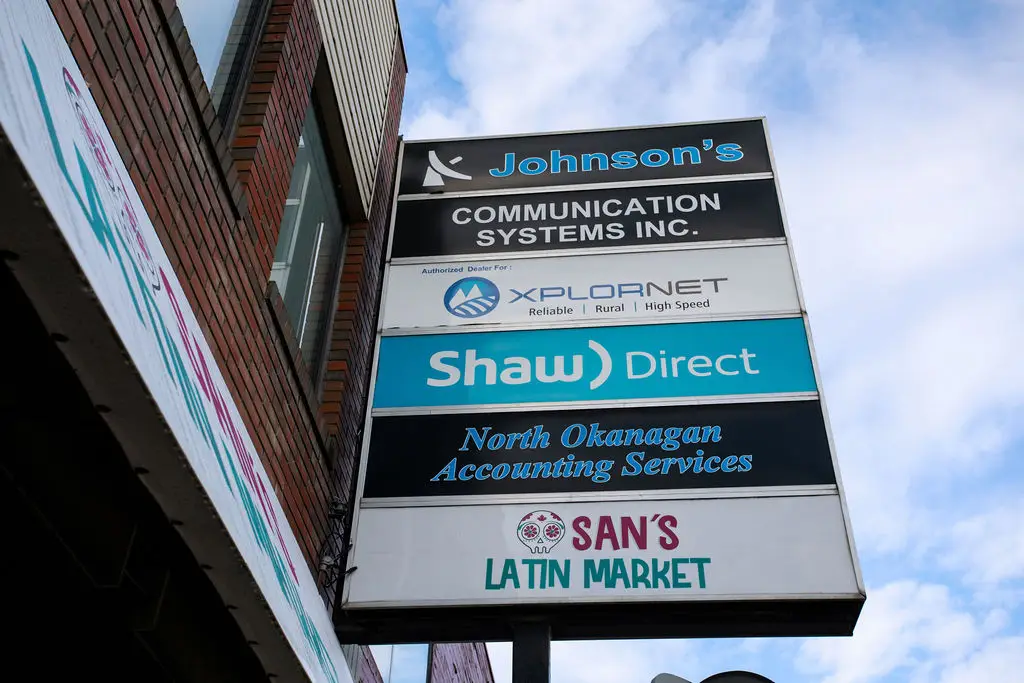 Johnson's
COMMUNICATION
SYSTEMS INC.
Authorized Dealer For :
XPLORNET
Reliable | Rural | High Speed
Shaw) Direct
North Okanagan
Accounting Services
SAN'S
LATIN MARKET